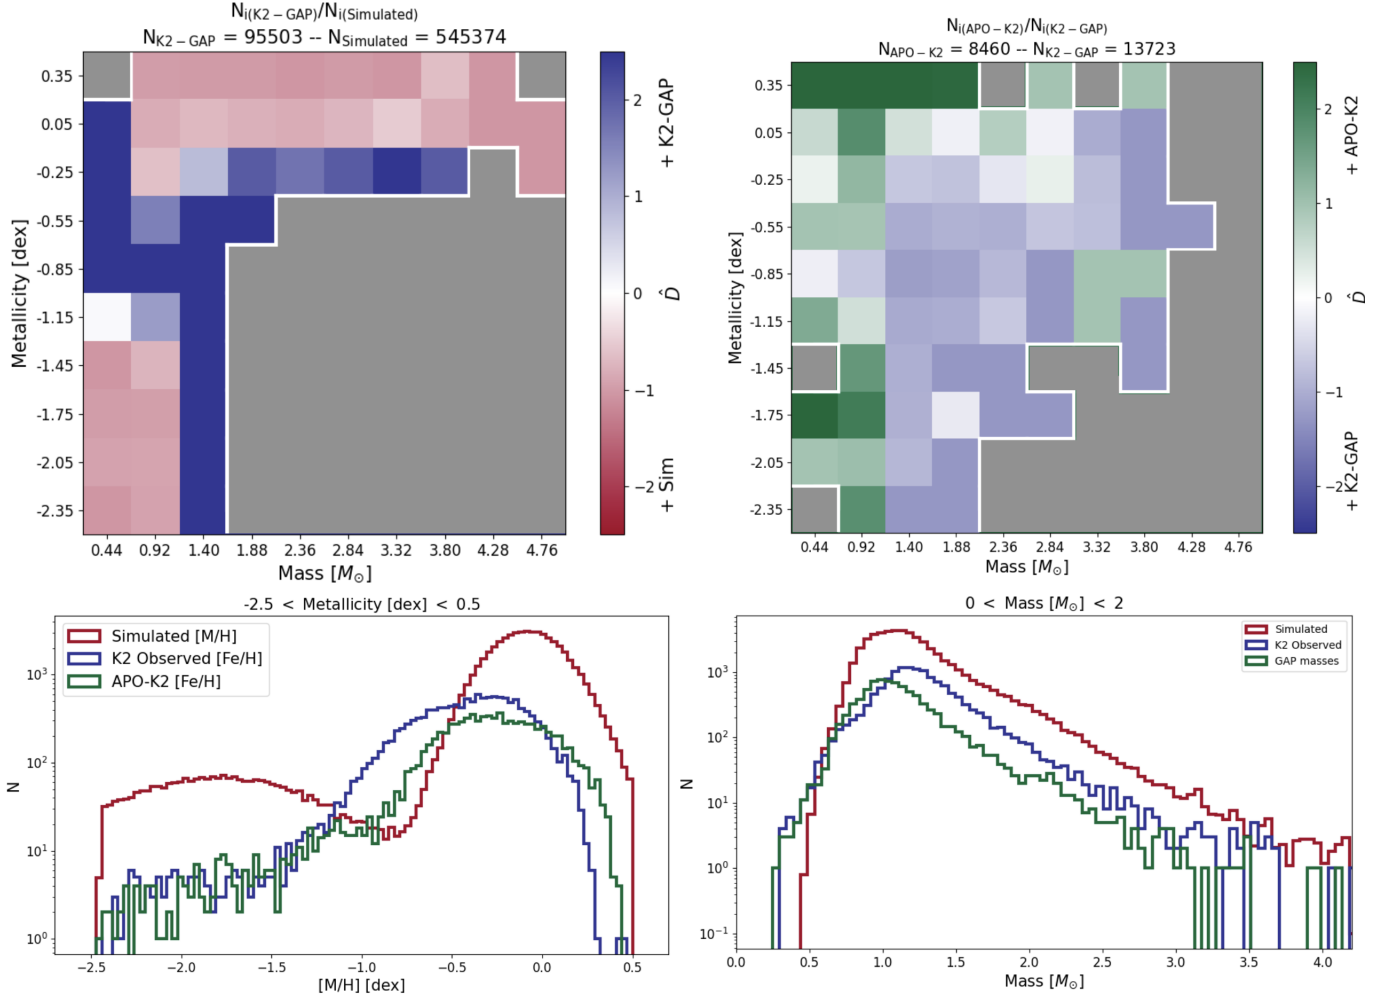 N_i(K2−GAP)/N_i(Simulated)
N_K2−GAP = 95503 -- N_Simulated = 545374
0.35
0.05
-0.25
-0.55
-0.85
-1.15
-1.45
-1.75
-2.05
-2.35
Metallicity [dex]
0.44 0.92 1.40 1.88 2.36 2.84 3.32 3.80 4.28 4.76
Mass [M⊙]
2
1
0
−1
−2
+ K2-GAP
D̂
+ Sim
N_i(APO−K2)/N_i(K2−GAP)
N_APO−K2 = 8460 -- N_K2−GAP = 13723
0.35
0.05
-0.25
-0.55
-0.85
-1.15
-1.45
-1.75
-2.05
-2.35
Metallicity [dex]
0.44 0.92 1.40 1.88 2.36 2.84 3.32 3.80 4.28 4.76
Mass [M⊙]
2
1
0
−1
−2
+ APO-K2
D̂
+ K2-GAP
-2.5 < Metallicity [dex] < 0.5
Simulated [M/H]
K2 Observed [Fe/H]
APO-K2 [Fe/H]
10³
10²
10¹
10⁰
N
−2.5 −2.0 −1.5 −1.0 −0.5 0.0 0.5
[M/H] [dex]
0 < Mass [M⊙] < 2
Simulated
K2 Observed
GAP masses
10³
10²
10¹
10⁰
10⁻¹
N
0.0 0.5 1.0 1.5 2.0 2.5 3.0 3.5 4.0
Mass [M⊙]